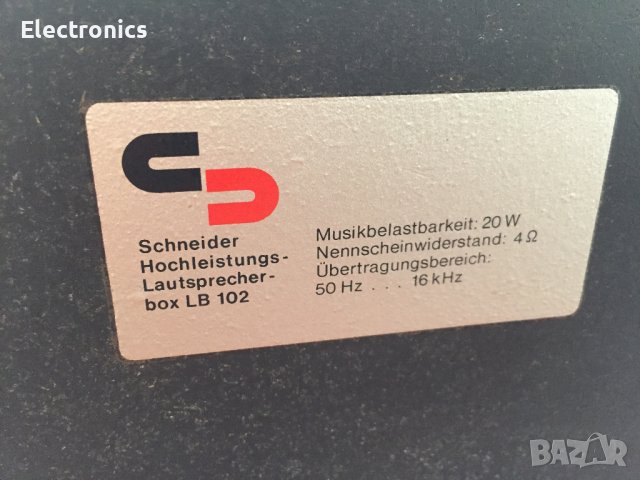 Electronics
Schneider
Hochleistungs-
Lautsprecher-
box LB 102
Musikbelastbarkeit: 20 W
Nennscheinwiderstand: 4 Ω
Übertragungsbereich:
50 Hz . . . 16 kHz
BAZAR